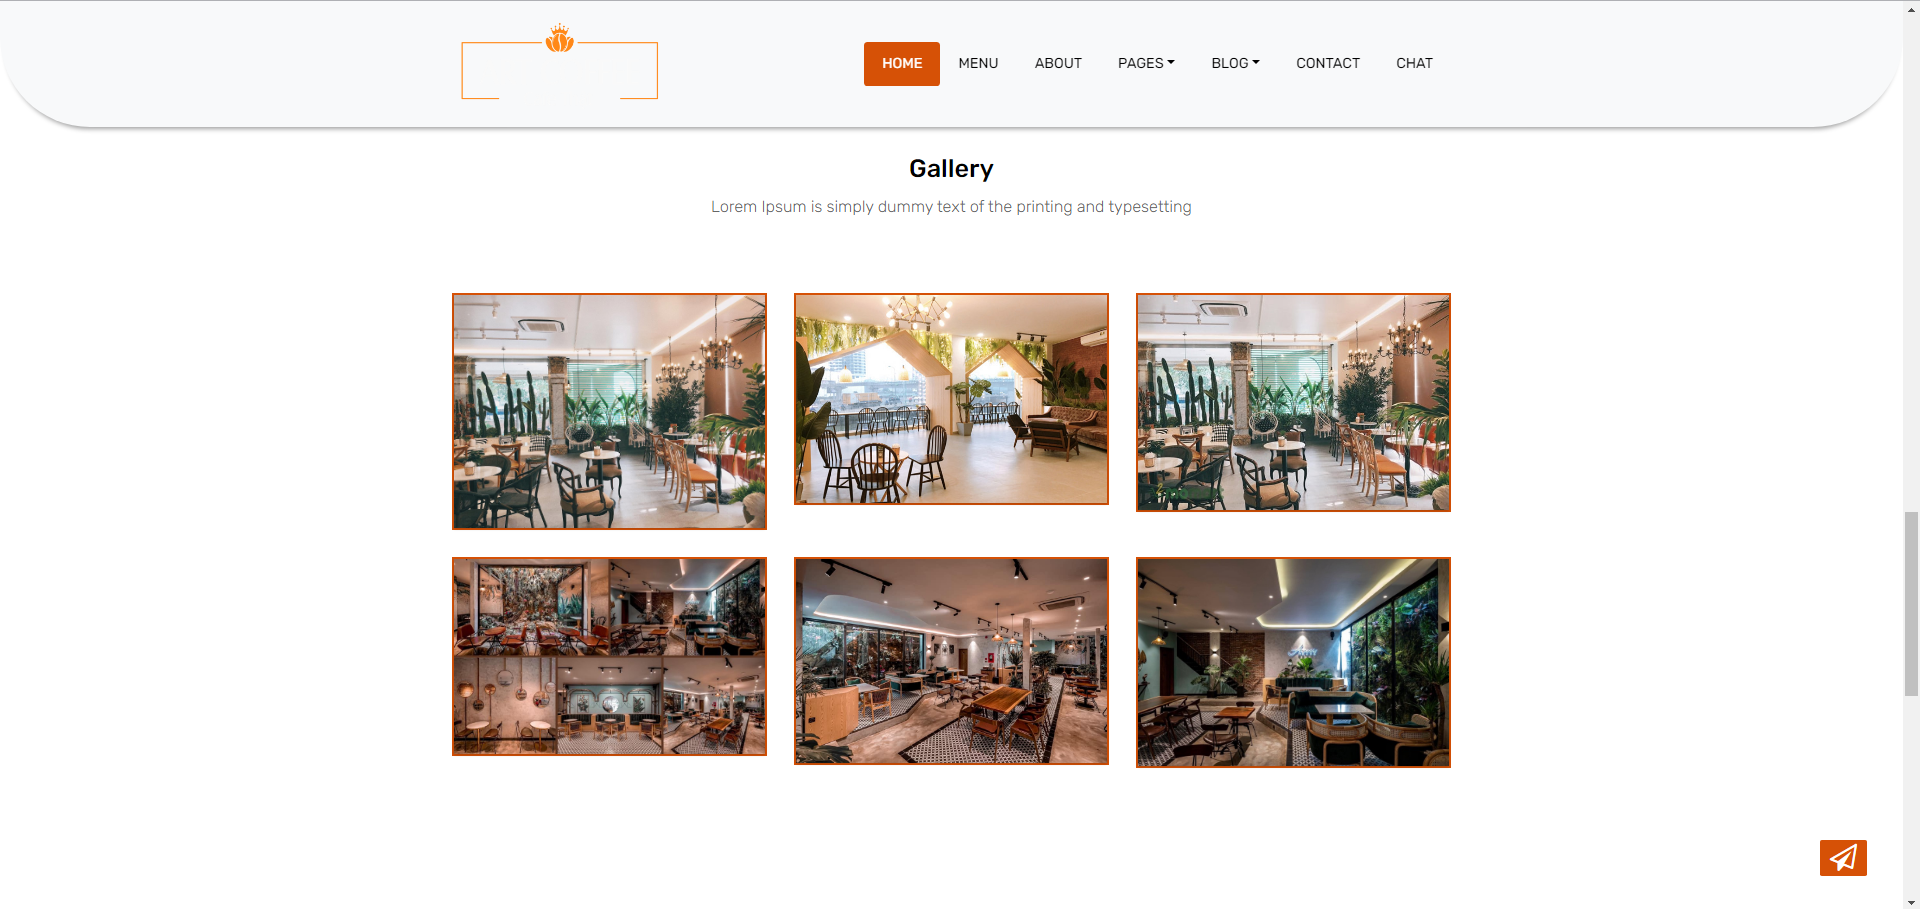 HOME MENU ABOUT PAGES BLOG CONTACT CHAT
Gallery
Lorem Ipsum is simply dummy text of the printing and typesetting